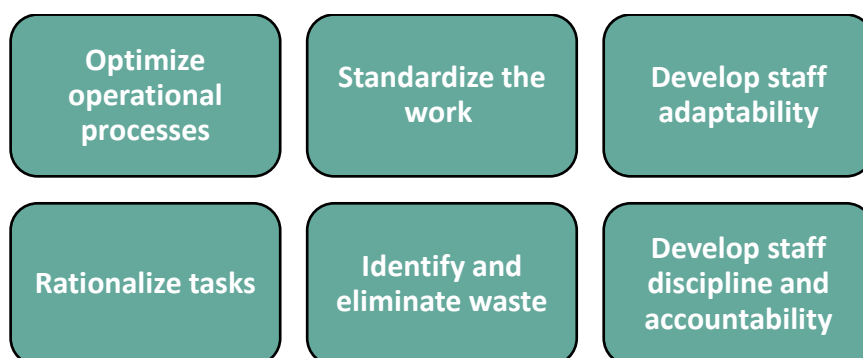 Optimize
operational
processes
Standardize the
work
Develop staff
adaptability
Rationalize tasks
Identify and
eliminate waste
Develop staff
discipline and
accountability